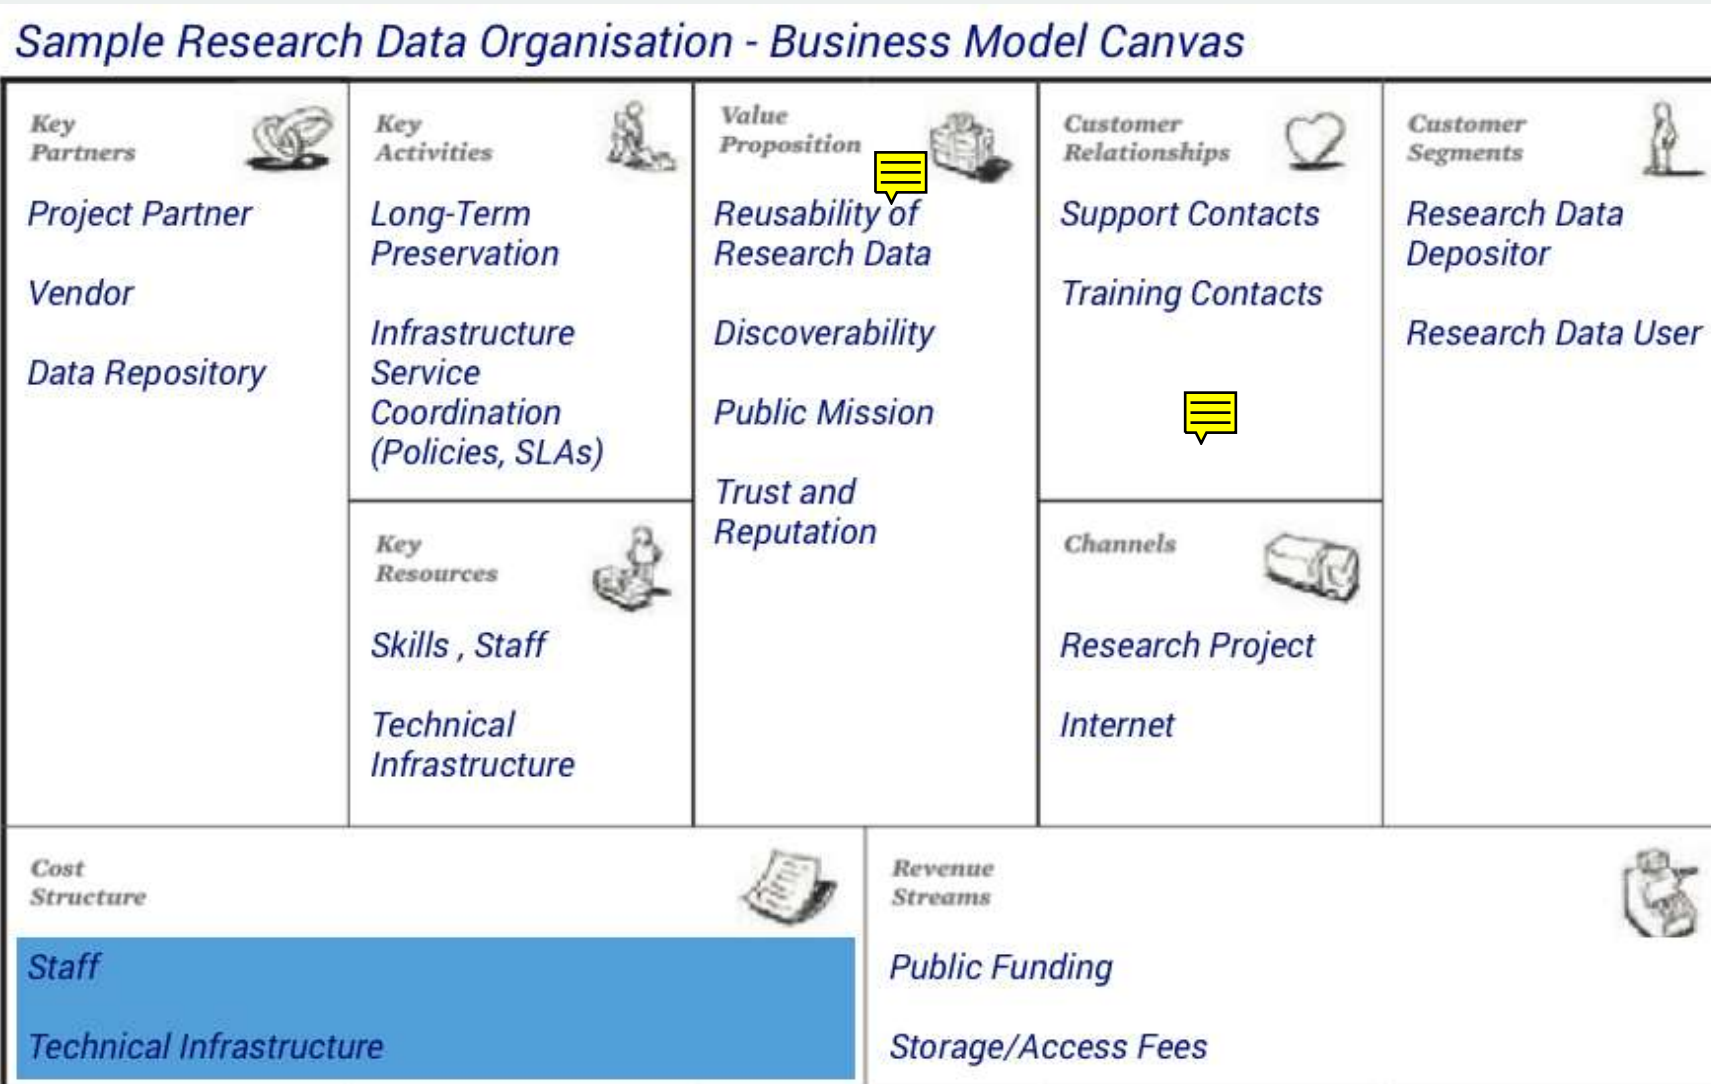 Sample Research Data Organisation - Business Model Canvas
Key
Partners
Project Partner
Vendor
Data Repository
Key
Activities
Long-Term
Preservation
Infrastructure
Service
Coordination
(Policies, SLAs)
Key
Resources
Skills , Staff
Technical
Infrastructure
Value
Proposition
Reusability of
Research Data
Discoverability
Public Mission
Trust and
Reputation
Customer
Relationships
Support Contacts
Training Contacts
Channels
Research Project
Internet
Customer
Segments
Research Data
Depositor
Research Data User
Cost
Structure
Staff
Technical Infrastructure
Revenue
Streams
Public Funding
Storage/Access Fees